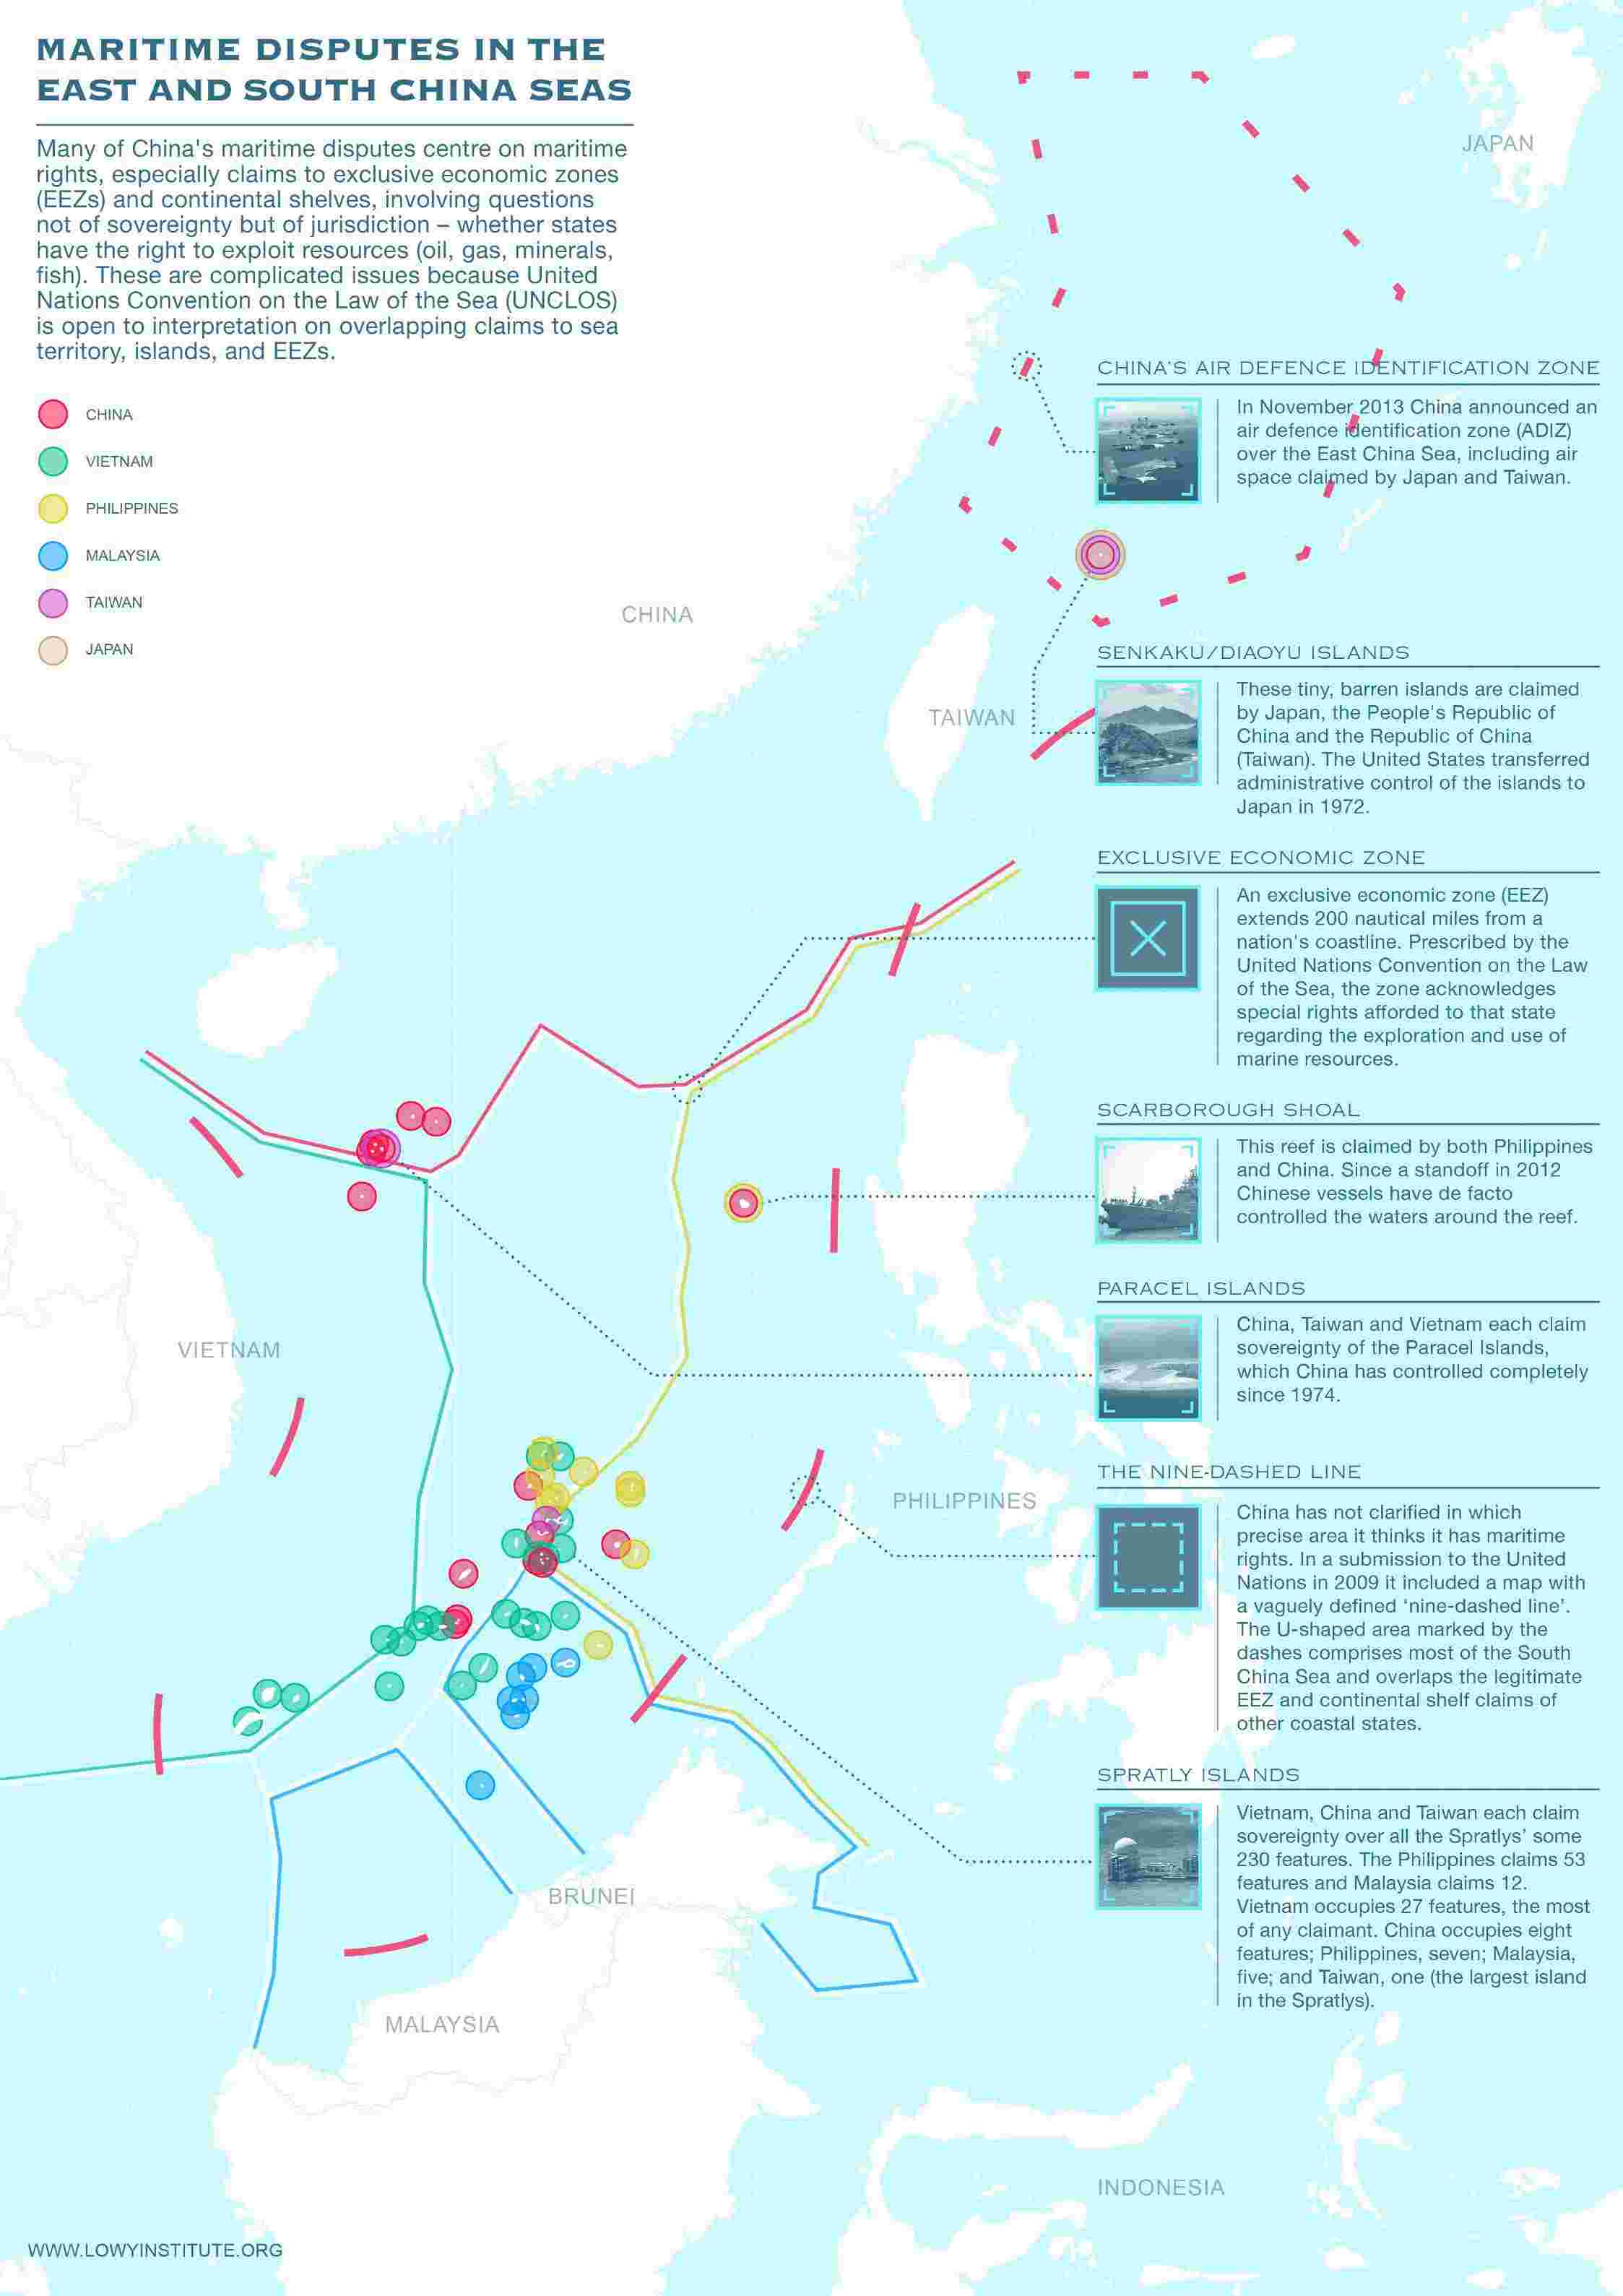 MARITIME DISPUTES IN THE
EAST AND SOUTH CHINA SEAS
Many of China's maritime disputes centre on maritime
rights, especially claims to exclusive economic zones
(EEZs) and continental shelves, involving questions
not of sovereignty but of jurisdiction – whether states
have the right to exploit resources (oil, gas, minerals,
fish). These are complicated issues because United
Nations Convention on the Law of the Sea (UNCLOS)
is open to interpretation on overlapping claims to sea
territory, islands, and EEZs.
CHINA
VIETNAM
PHILIPPINES
MALAYSIA
TAIWAN
JAPAN
JAPAN
CHINA
TAIWAN
VIETNAM
PHILIPPINES
BRUNEI
MALAYSIA
INDONESIA
CHINA'S AIR DEFENCE IDENTIFICATION ZONE
In November 2013 China announced an
air defence identification zone (ADIZ)
over the East China Sea, including air
space claimed by Japan and Taiwan.
SENKAKU/DIAOYU ISLANDS
These tiny, barren islands are claimed
by Japan, the People's Republic of
China and the Republic of China
(Taiwan). The United States transferred
administrative control of the islands to
Japan in 1972.
EXCLUSIVE ECONOMIC ZONE
An exclusive economic zone (EEZ)
extends 200 nautical miles from a
nation's coastline. Prescribed by the
United Nations Convention on the Law
of the Sea, the zone acknowledges
special rights afforded to that state
regarding the exploration and use of
marine resources.
SCARBOROUGH SHOAL
This reef is claimed by both Philippines
and China. Since a standoff in 2012
Chinese vessels have de facto
controlled the waters around the reef.
PARACEL ISLANDS
China, Taiwan and Vietnam each claim
sovereignty of the Paracel Islands,
which China has controlled completely
since 1974.
THE NINE-DASHED LINE
China has not clarified in which
precise area it thinks it has maritime
rights. In a submission to the United
Nations in 2009 it included a map with
a vaguely defined ‘nine-dashed line’.
The U-shaped area marked by the
dashes comprises most of the South
China Sea and overlaps the legitimate
EEZ and continental shelf claims of
other coastal states.
SPRATLY ISLANDS
Vietnam, China and Taiwan each claim
sovereignty over all the Spratlys’ some
230 features. The Philippines claims 53
features and Malaysia claims 12.
Vietnam occupies 27 features, the most
of any claimant. China occupies eight
features; Philippines, seven; Malaysia,
five; and Taiwan, one (the largest island
in the Spratlys).
WWW.LOWYINSTITUTE.ORG